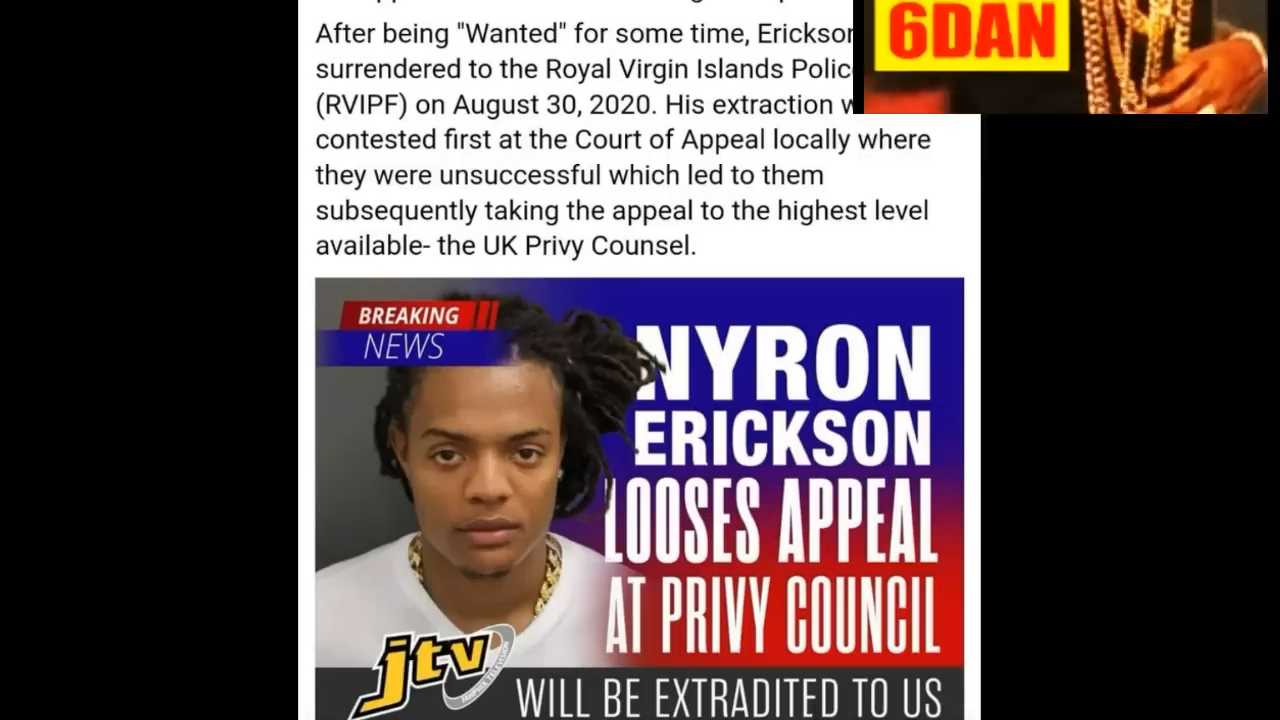 After being "Wanted" for some time,
surrendered to the Royal Virgin Islands
(RVIPF) on August 30, 2020. His extraction
contested first at the Court of Appeal locally where
they were unsuccessful which led to them
subsequently taking the appeal to the highest level
available- the UK Privy Counsel.
6DAN
BREAKING
NEWS
NYRON
ERICKSON
LOOSES APPEAL
AT PRIVY COUNCIL
jtv
WILL BE EXTRADITED TO US